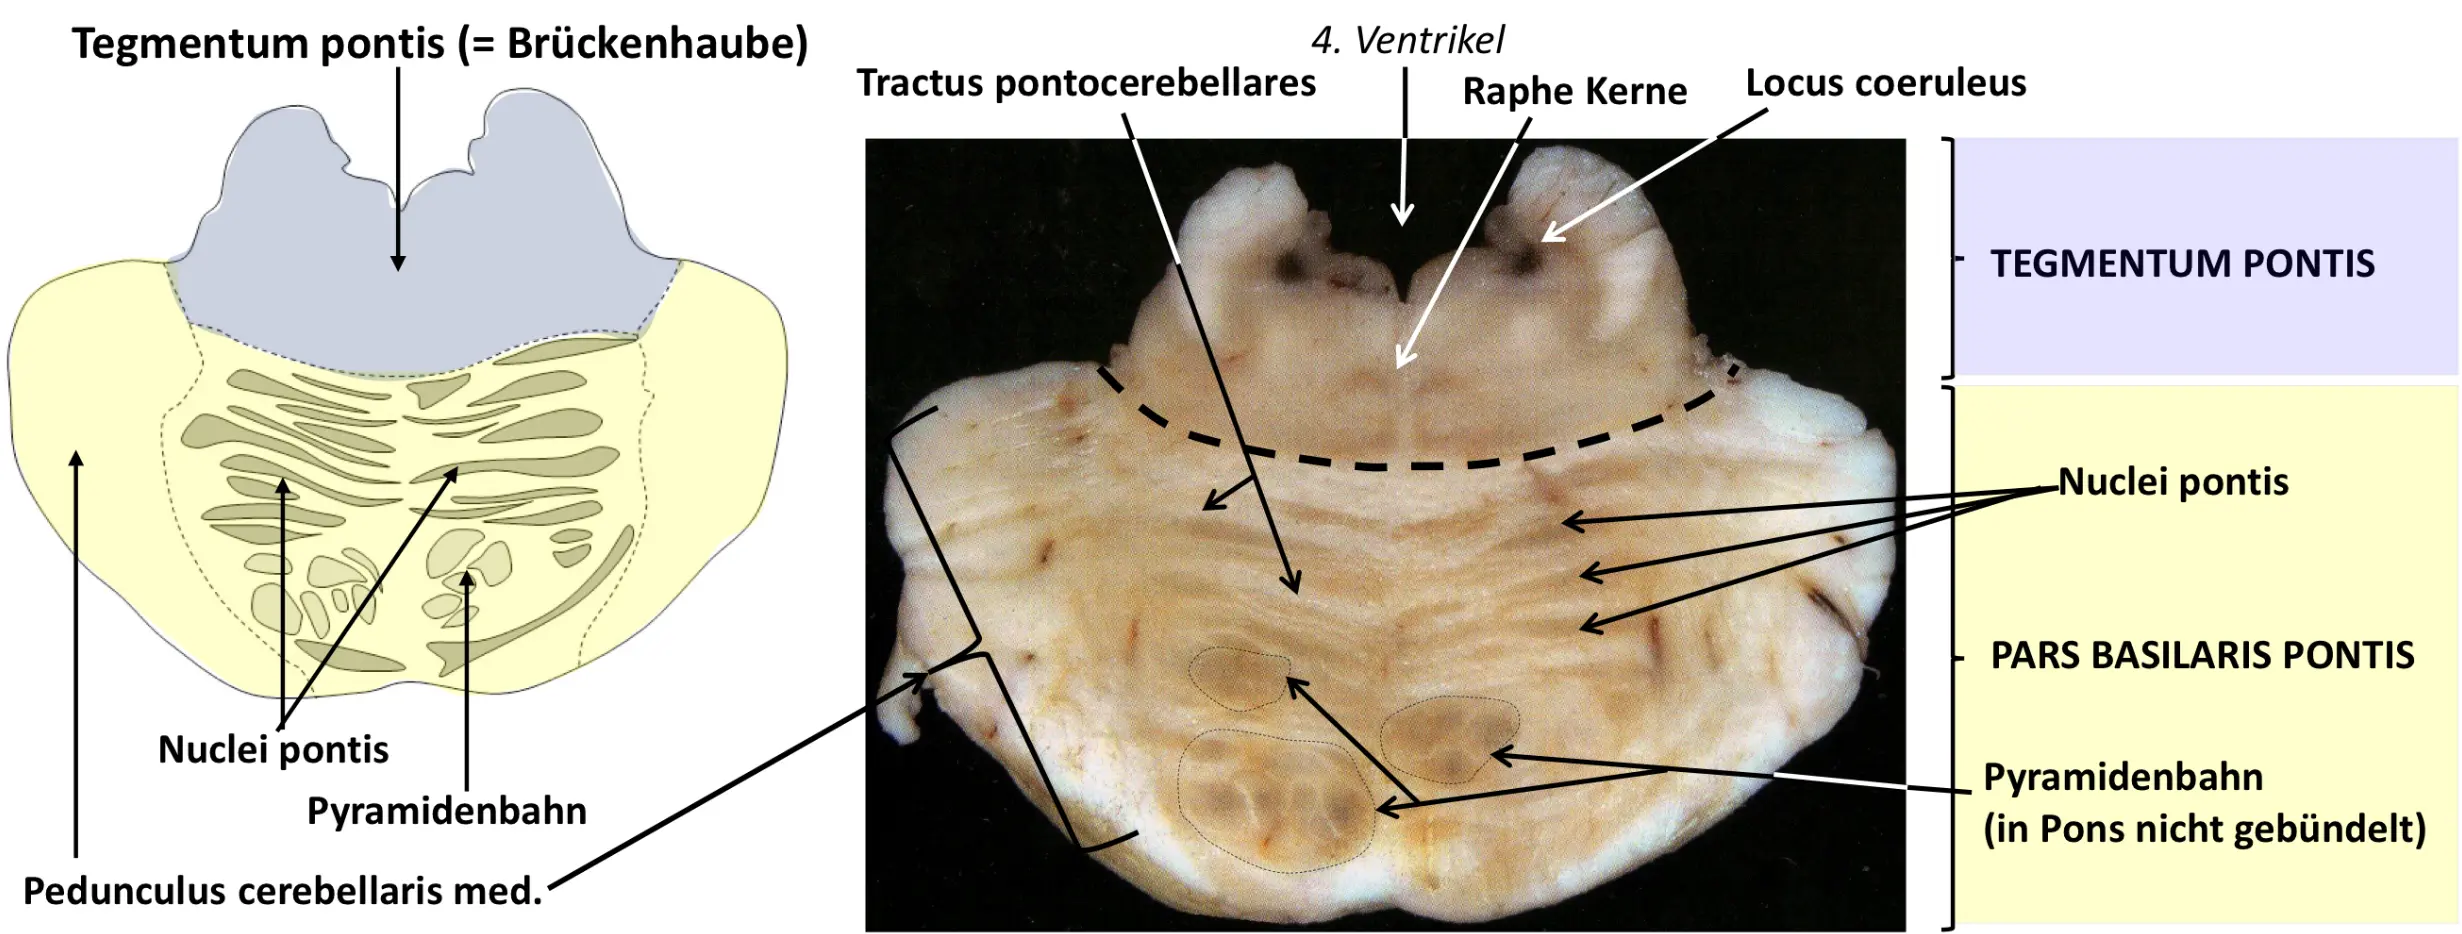 Tegmentum pontis (= Brückenhaube)
4. Ventrikel
Tractus pontocerebellares
Raphe Kerne
Locus coeruleus
TEGMENTUM PONTIS
Nuclei pontis
PARS BASILARIS PONTIS
Nuclei pontis
Pyramidenbahn
(in Pons nicht gebündelt)
Pyramidenbahn
Pedunculus cerebellaris med.